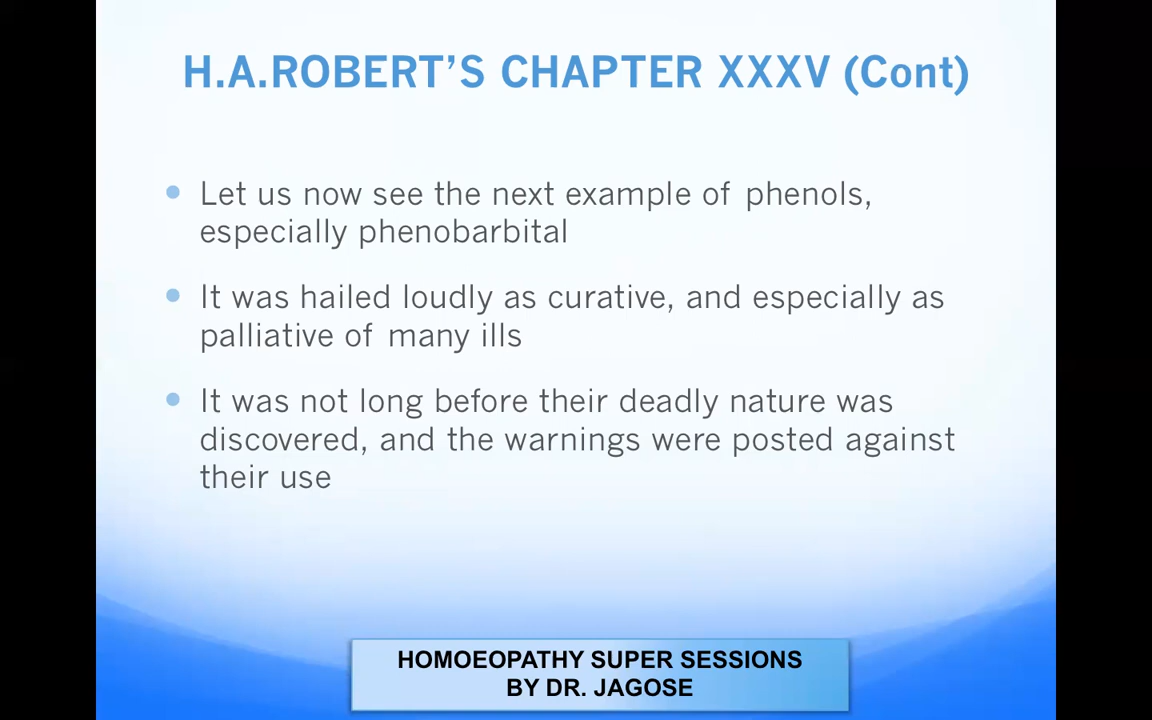 H.A.ROBERT’S CHAPTER XXXV (Cont)
Let us now see the next example of phenols,
especially phenobarbital
It was hailed loudly as curative, and especially as
palliative of many ills
It was not long before their deadly nature was
discovered, and the warnings were posted against
their use
HOMOEOPATHY SUPER SESSIONS
BY DR. JAGOSE